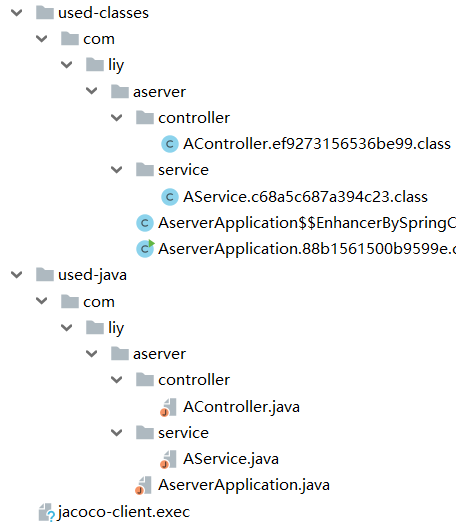 used-classes
com
liy
aserver
controller
AController.ef9273156536be99.class
service
AService.c68a5c687a394c23.class
AserverApplication$$EnhancerBySpringC
AserverApplication.88b1561500b9599e.c
used-java
com
liy
aserver
controller
AController.java
service
AService.java
AserverApplication.java
jacoco-client.exec